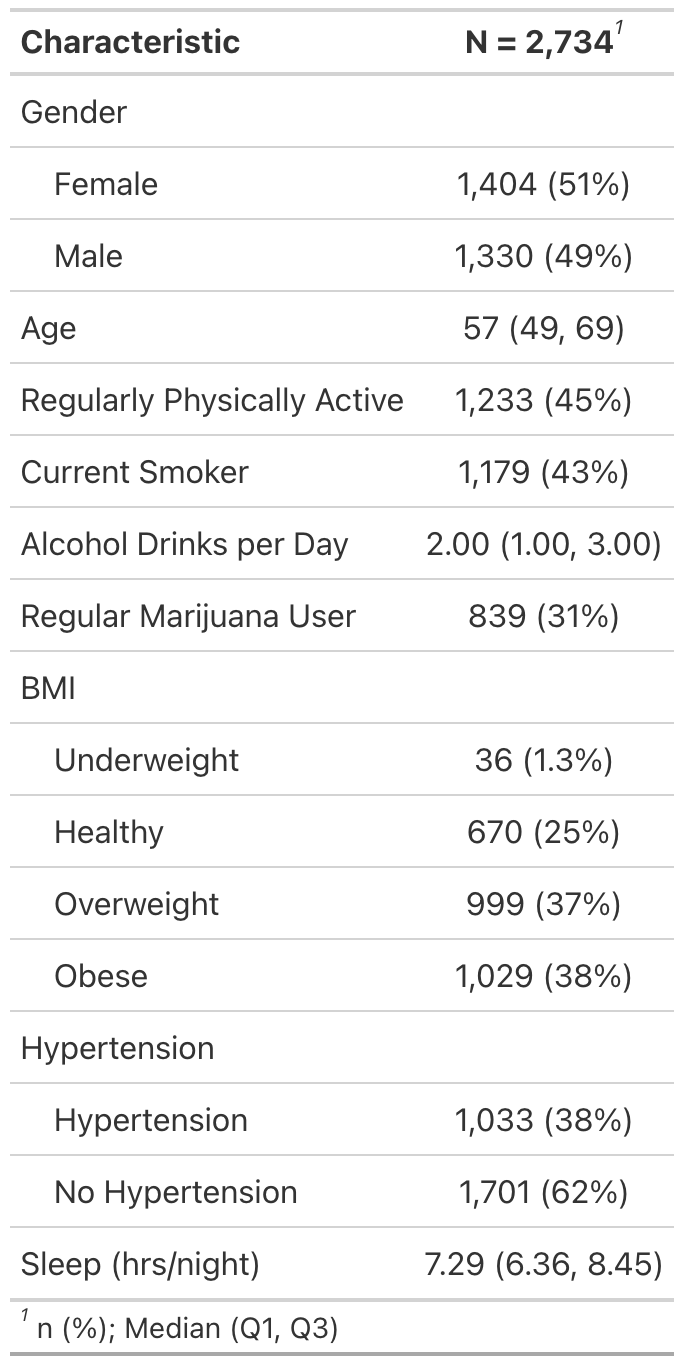 Characteristic N = 2,734¹
Gender
Female 1,404 (51%)
Male 1,330 (49%)
Age 57 (49, 69)
Regularly Physically Active 1,233 (45%)
Current Smoker 1,179 (43%)
Alcohol Drinks per Day 2.00 (1.00, 3.00)
Regular Marijuana User 839 (31%)
BMI
Underweight 36 (1.3%)
Healthy 670 (25%)
Overweight 999 (37%)
Obese 1,029 (38%)
Hypertension
Hypertension 1,033 (38%)
No Hypertension 1,701 (62%)
Sleep (hrs/night) 7.29 (6.36, 8.45)
¹ n (%); Median (Q1, Q3)